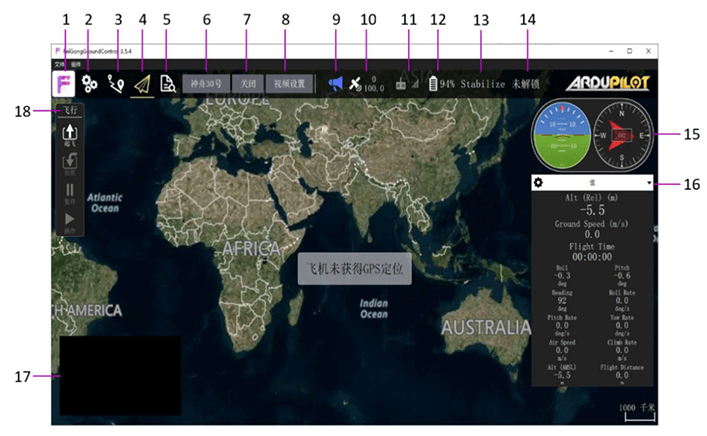 1 2 3 4 5 6 7 8 9 10 11 12 13 14
FeiGongGroundControl 3.5.4
文件 组件
神舟30号 关闭 视频设置 0 100.0 94% Stabilize 未解锁 ARDUPILOT
18 飞行
起飞
返航
暂停
操作
EUROPE
ASIA
N
W E
S
15
值 16
Alt (Rel) (m)
-5.5
Ground Speed (m/s)
0.0
Flight Time
00:00:00
Roll Pitch
-0.3 -0.6
deg deg
Heading Roll Rate
92 0.0
deg deg/s
Pitch Rate Yaw Rate
0.0 0.0
deg/s deg/s
Air Speed Climb Rate
0.0 0.0
m/s m/s
Alt (AMSL) Flight Distance
-5.5 0.0
m m
Atlantic
Ocean
AFRICA
飞机未获得GPS定位
Indian
Ocean
TH AMERICA
AUSTRALIA
17
1000 千米